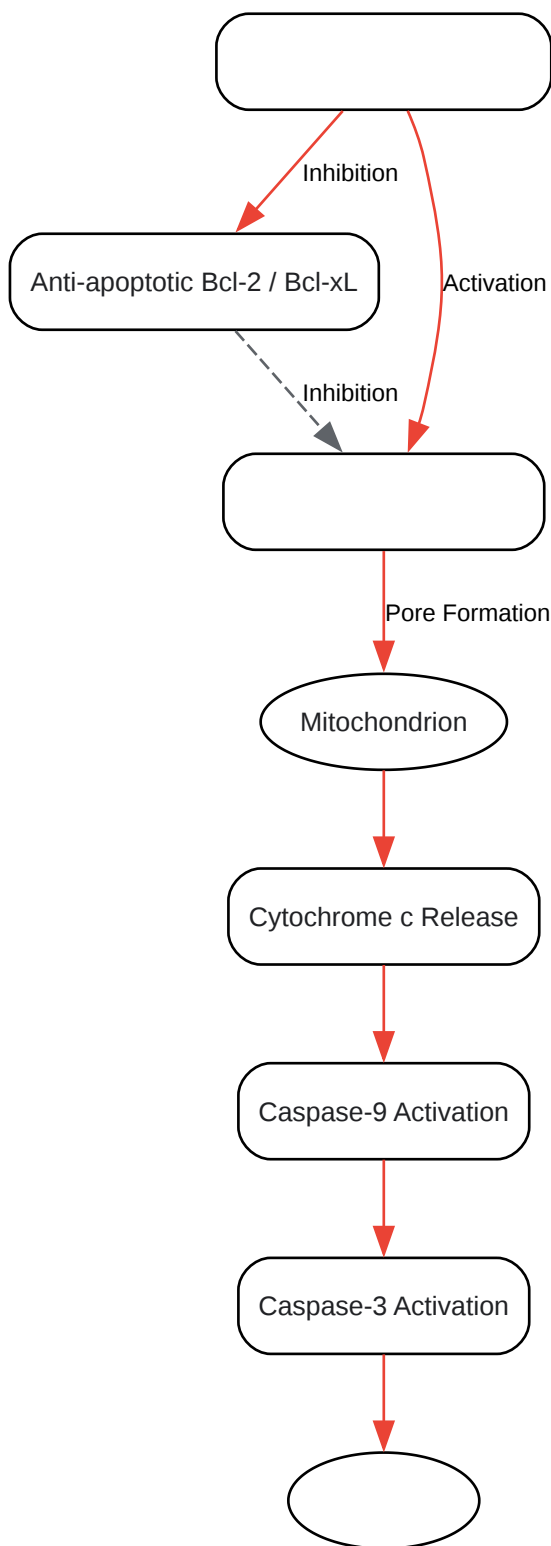 Inhibition
Anti-apoptotic Bcl-2 / Bcl-xL
Activation
Inhibition
Pore Formation
Mitochondrion
Cytochrome c Release
Caspase-9 Activation
Caspase-3 Activation